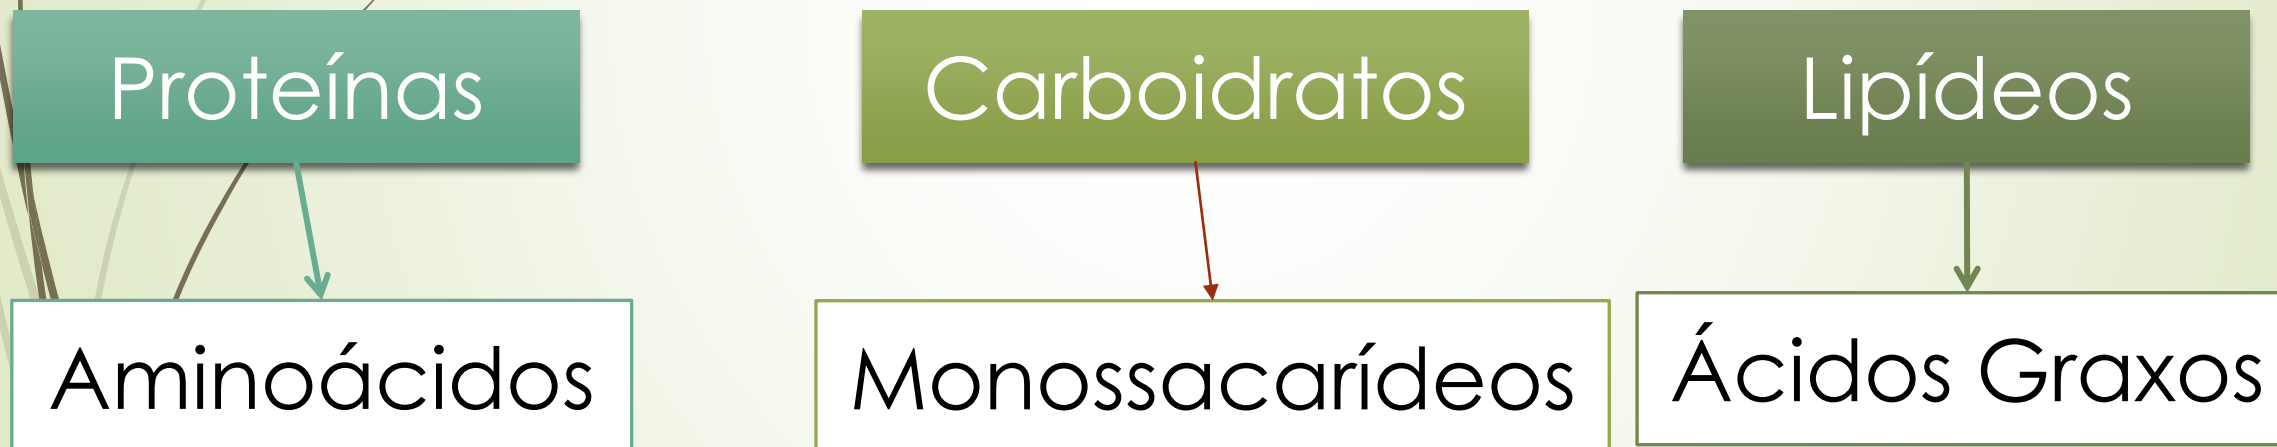 Proteínas
Carboidratos
Lipídeos
Aminoácidos
Monossacarídeos
Ácidos Graxos